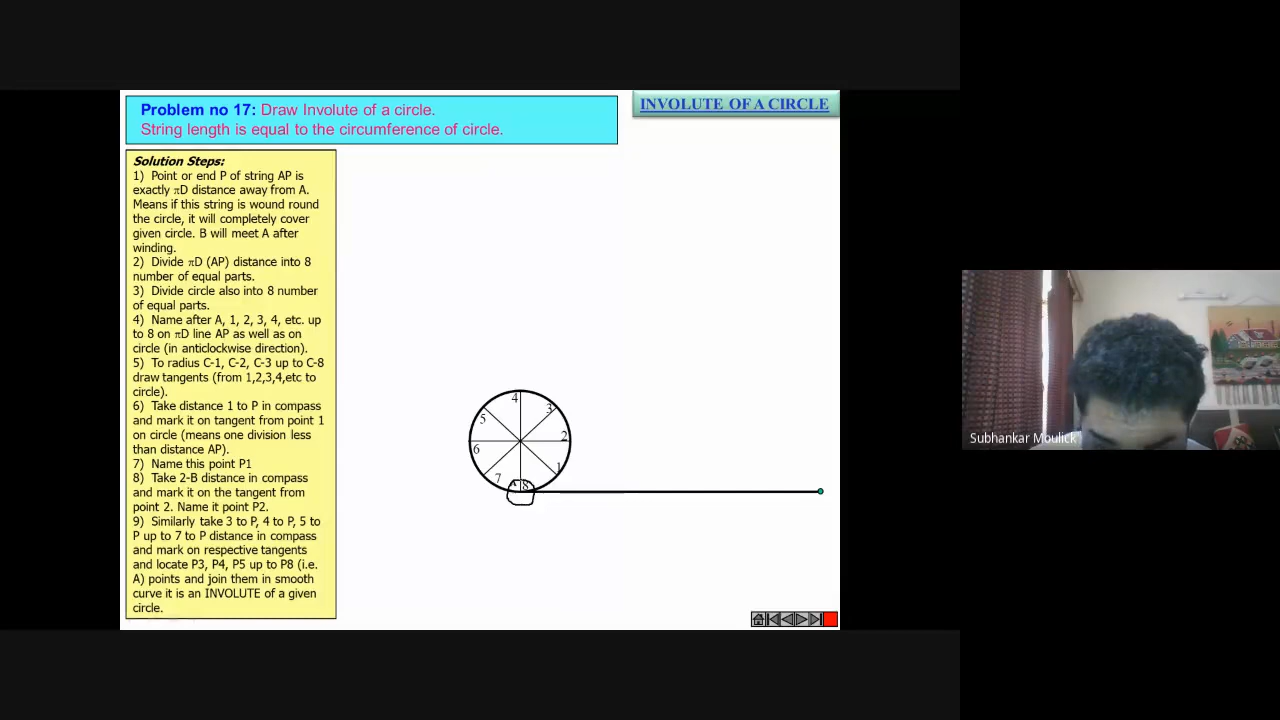 Problem no 17: Draw Involute of a circle.
String length is equal to the circumference of circle.
INVOLUTE OF A CIRCLE
Solution Steps:
1) Point or end P of string AP is
exactly πD distance away from A.
Means if this string is wound round
the circle, it will completely cover
given circle. B will meet A after
winding.
2) Divide πD (AP) distance into 8
number of equal parts.
3) Divide circle also into 8 number
of equal parts.
4) Name after A, 1, 2, 3, 4, etc. up
to 8 on πD line AP as well as on
circle (in anticlockwise direction).
5) To radius C-1, C-2, C-3 up to C-8
draw tangents (from 1,2,3,4,etc to
circle).
6) Take distance 1 to P in compass
and mark it on tangent from point 1
on circle (means one division less
than distance AP).
7) Name this point P1
8) Take 2-B distance in compass
and mark it on the tangent from
point 2. Name it point P2.
9) Similarly take 3 to P, 4 to P, 5 to
P up to 7 to P distance in compass
and mark on respective tangents
and locate P3, P4, P5 up to P8 (i.e.
A) points and join them in smooth
curve it is an INVOLUTE of a given
circle.
4
3
5
2
6
1
7
8
Subhankar Moulick